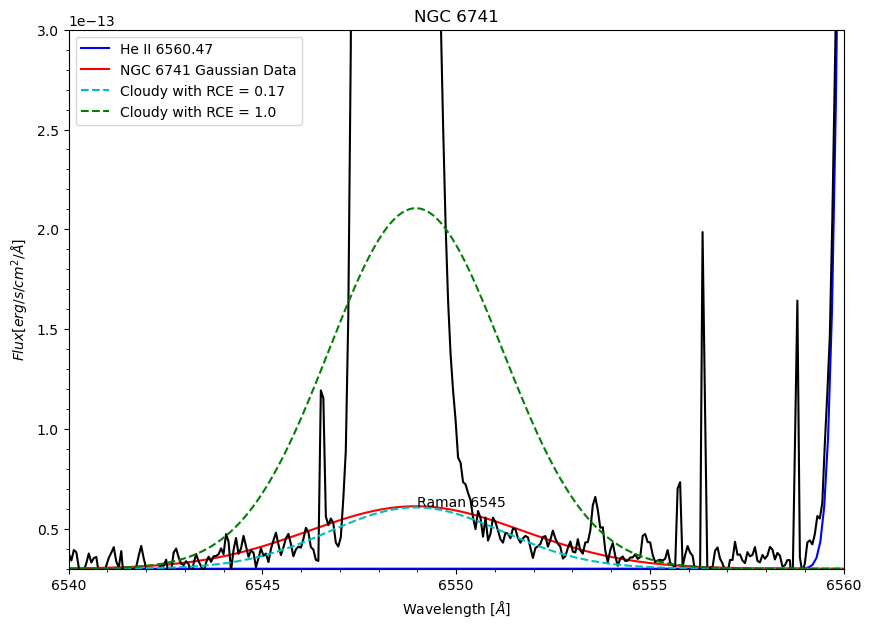 NGC 6741
1e−13
3.0
2.5
2.0
1.5
1.0
0.5
Flux[erg/s/cm²/Å]
He II 6560.47
NGC 6741 Gaussian Data
Cloudy with RCE = 0.17
Cloudy with RCE = 1.0
Raman 6545
6540 6545 6550 6555 6560
Wavelength [Å]